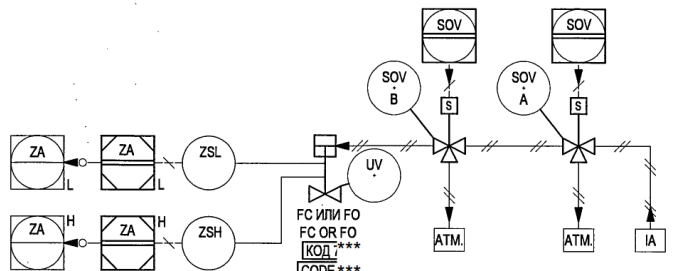 SOV
SOV
SOV
B
SOV
A
S
S
ZA
L
ZA
L
ZSL
UV
ZA
H
ZA
H
ZSH
FC ИЛИ FO
FC OR FO
КОД 7***
CODE ***
ATM.
ATM.
IA